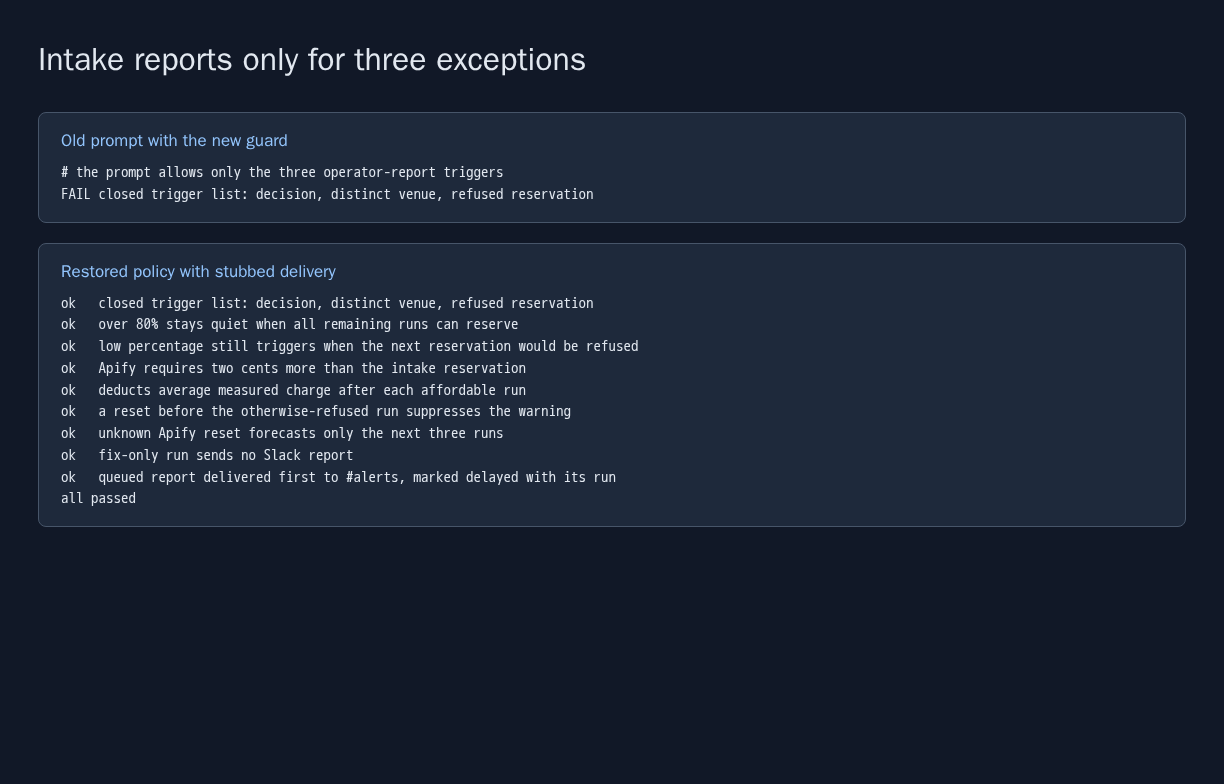 Intake reports only for three exceptions
Old prompt with the new guard
# the prompt allows only the three operator-report triggers
FAIL closed trigger list: decision, distinct venue, refused reservation
Restored policy with stubbed delivery
ok   closed trigger list: decision, distinct venue, refused reservation
ok   over 80% stays quiet when all remaining runs can reserve
ok   low percentage still triggers when the next reservation would be refused
ok   Apify requires two cents more than the intake reservation
ok   deducts average measured charge after each affordable run
ok   a reset before the otherwise-refused run suppresses the warning
ok   unknown Apify reset forecasts only the next three runs
ok   fix-only run sends no Slack report
ok   queued report delivered first to #alerts, marked delayed with its run
all passed